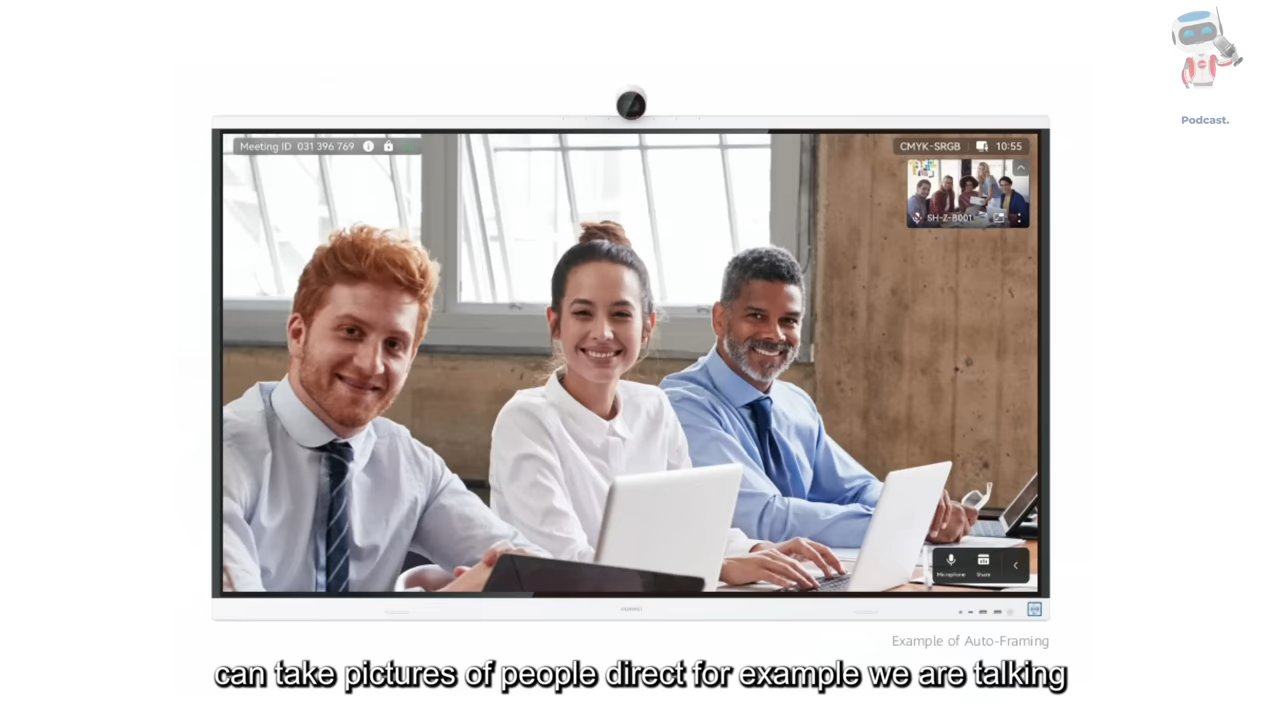 Podcast.
Meeting ID 031 396 769
CMYK-SRGB 10:55
SH-Z-B001
Microphone Share
HUAWEI
Example of Auto-Framing
can take pictures of people direct for example we are talking